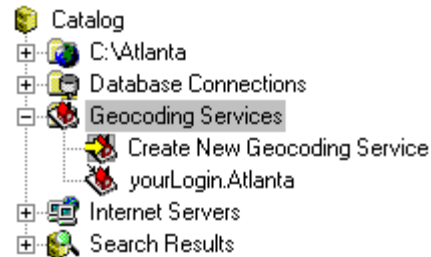 Catalog
C:\Atlanta
Database Connections
Geocoding Services
Create New Geocoding Service
yourLogin.Atlanta
Internet Servers
Search Results